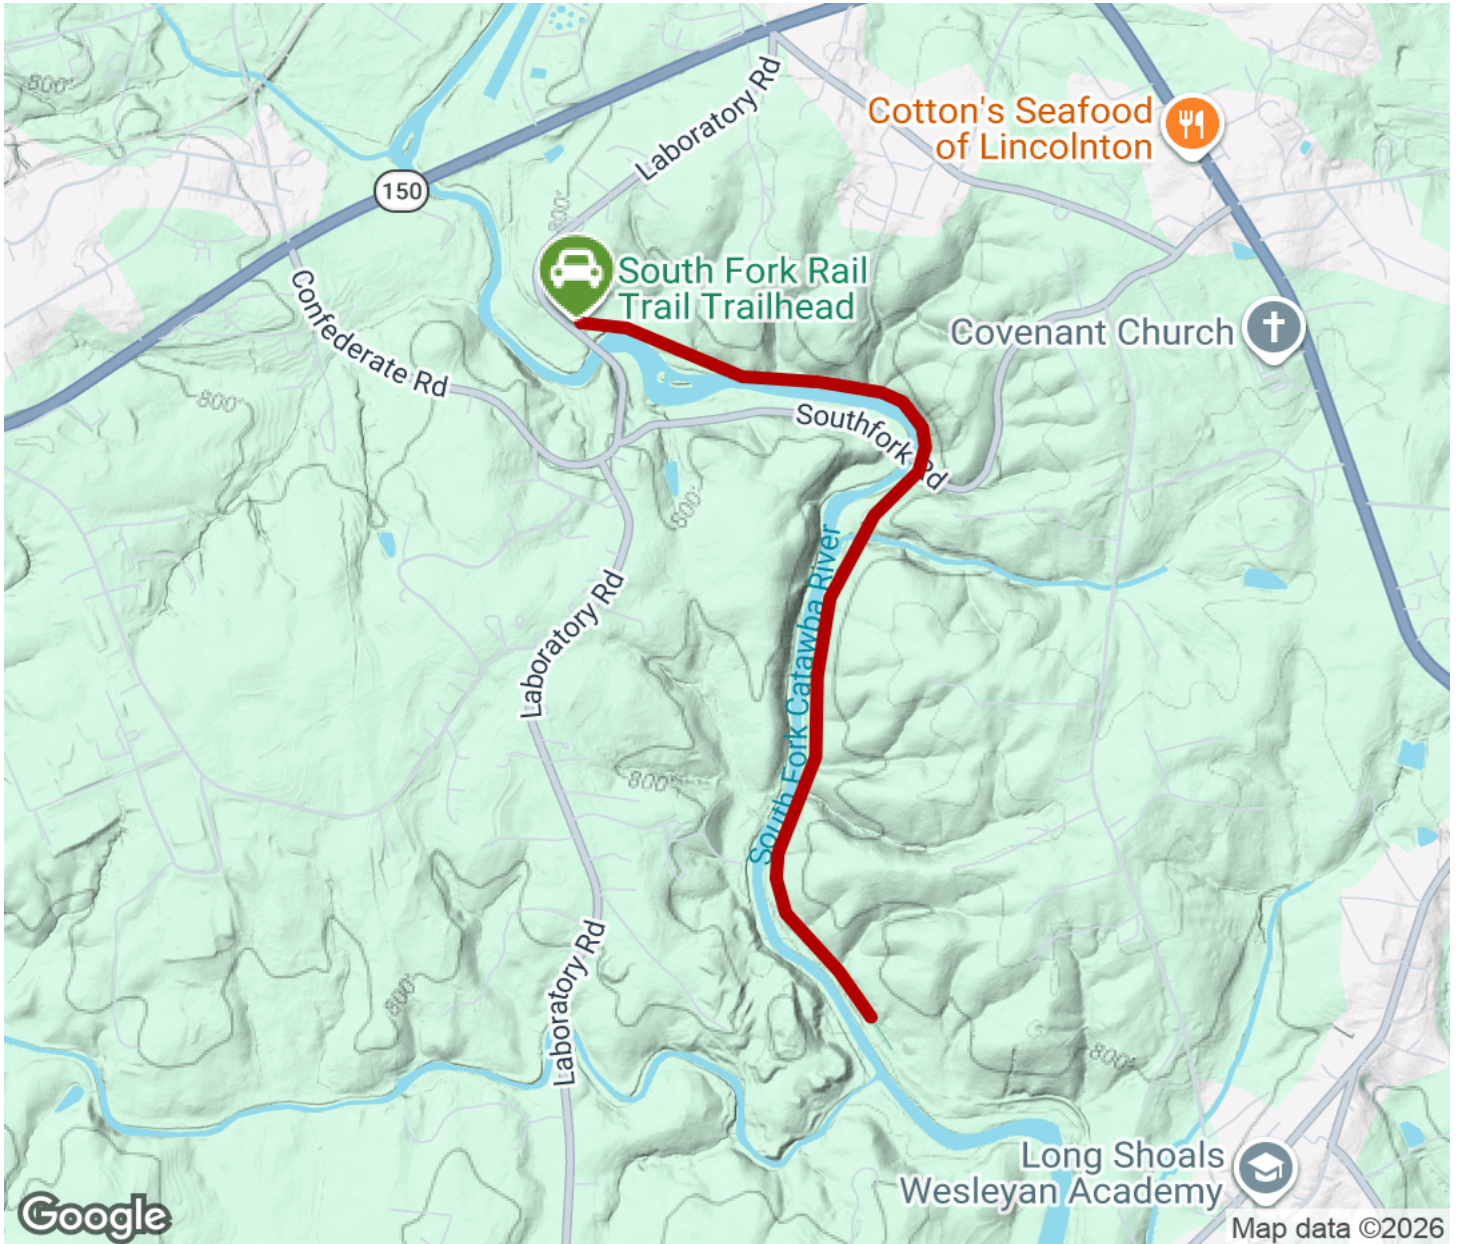 800'
Laboratory Rd
Cotton's Seafood
of Lincolnton
150
800'
South Fork Rail
Trail Trailhead
Confederate Rd
Covenant Church
800'
Southfork Rd
800'
South Fork Catawba River
Laboratory Rd
800'
Laboratory Rd
800'
800'
Long Shoals
Wesleyan Academy
Google
Map data ©2026